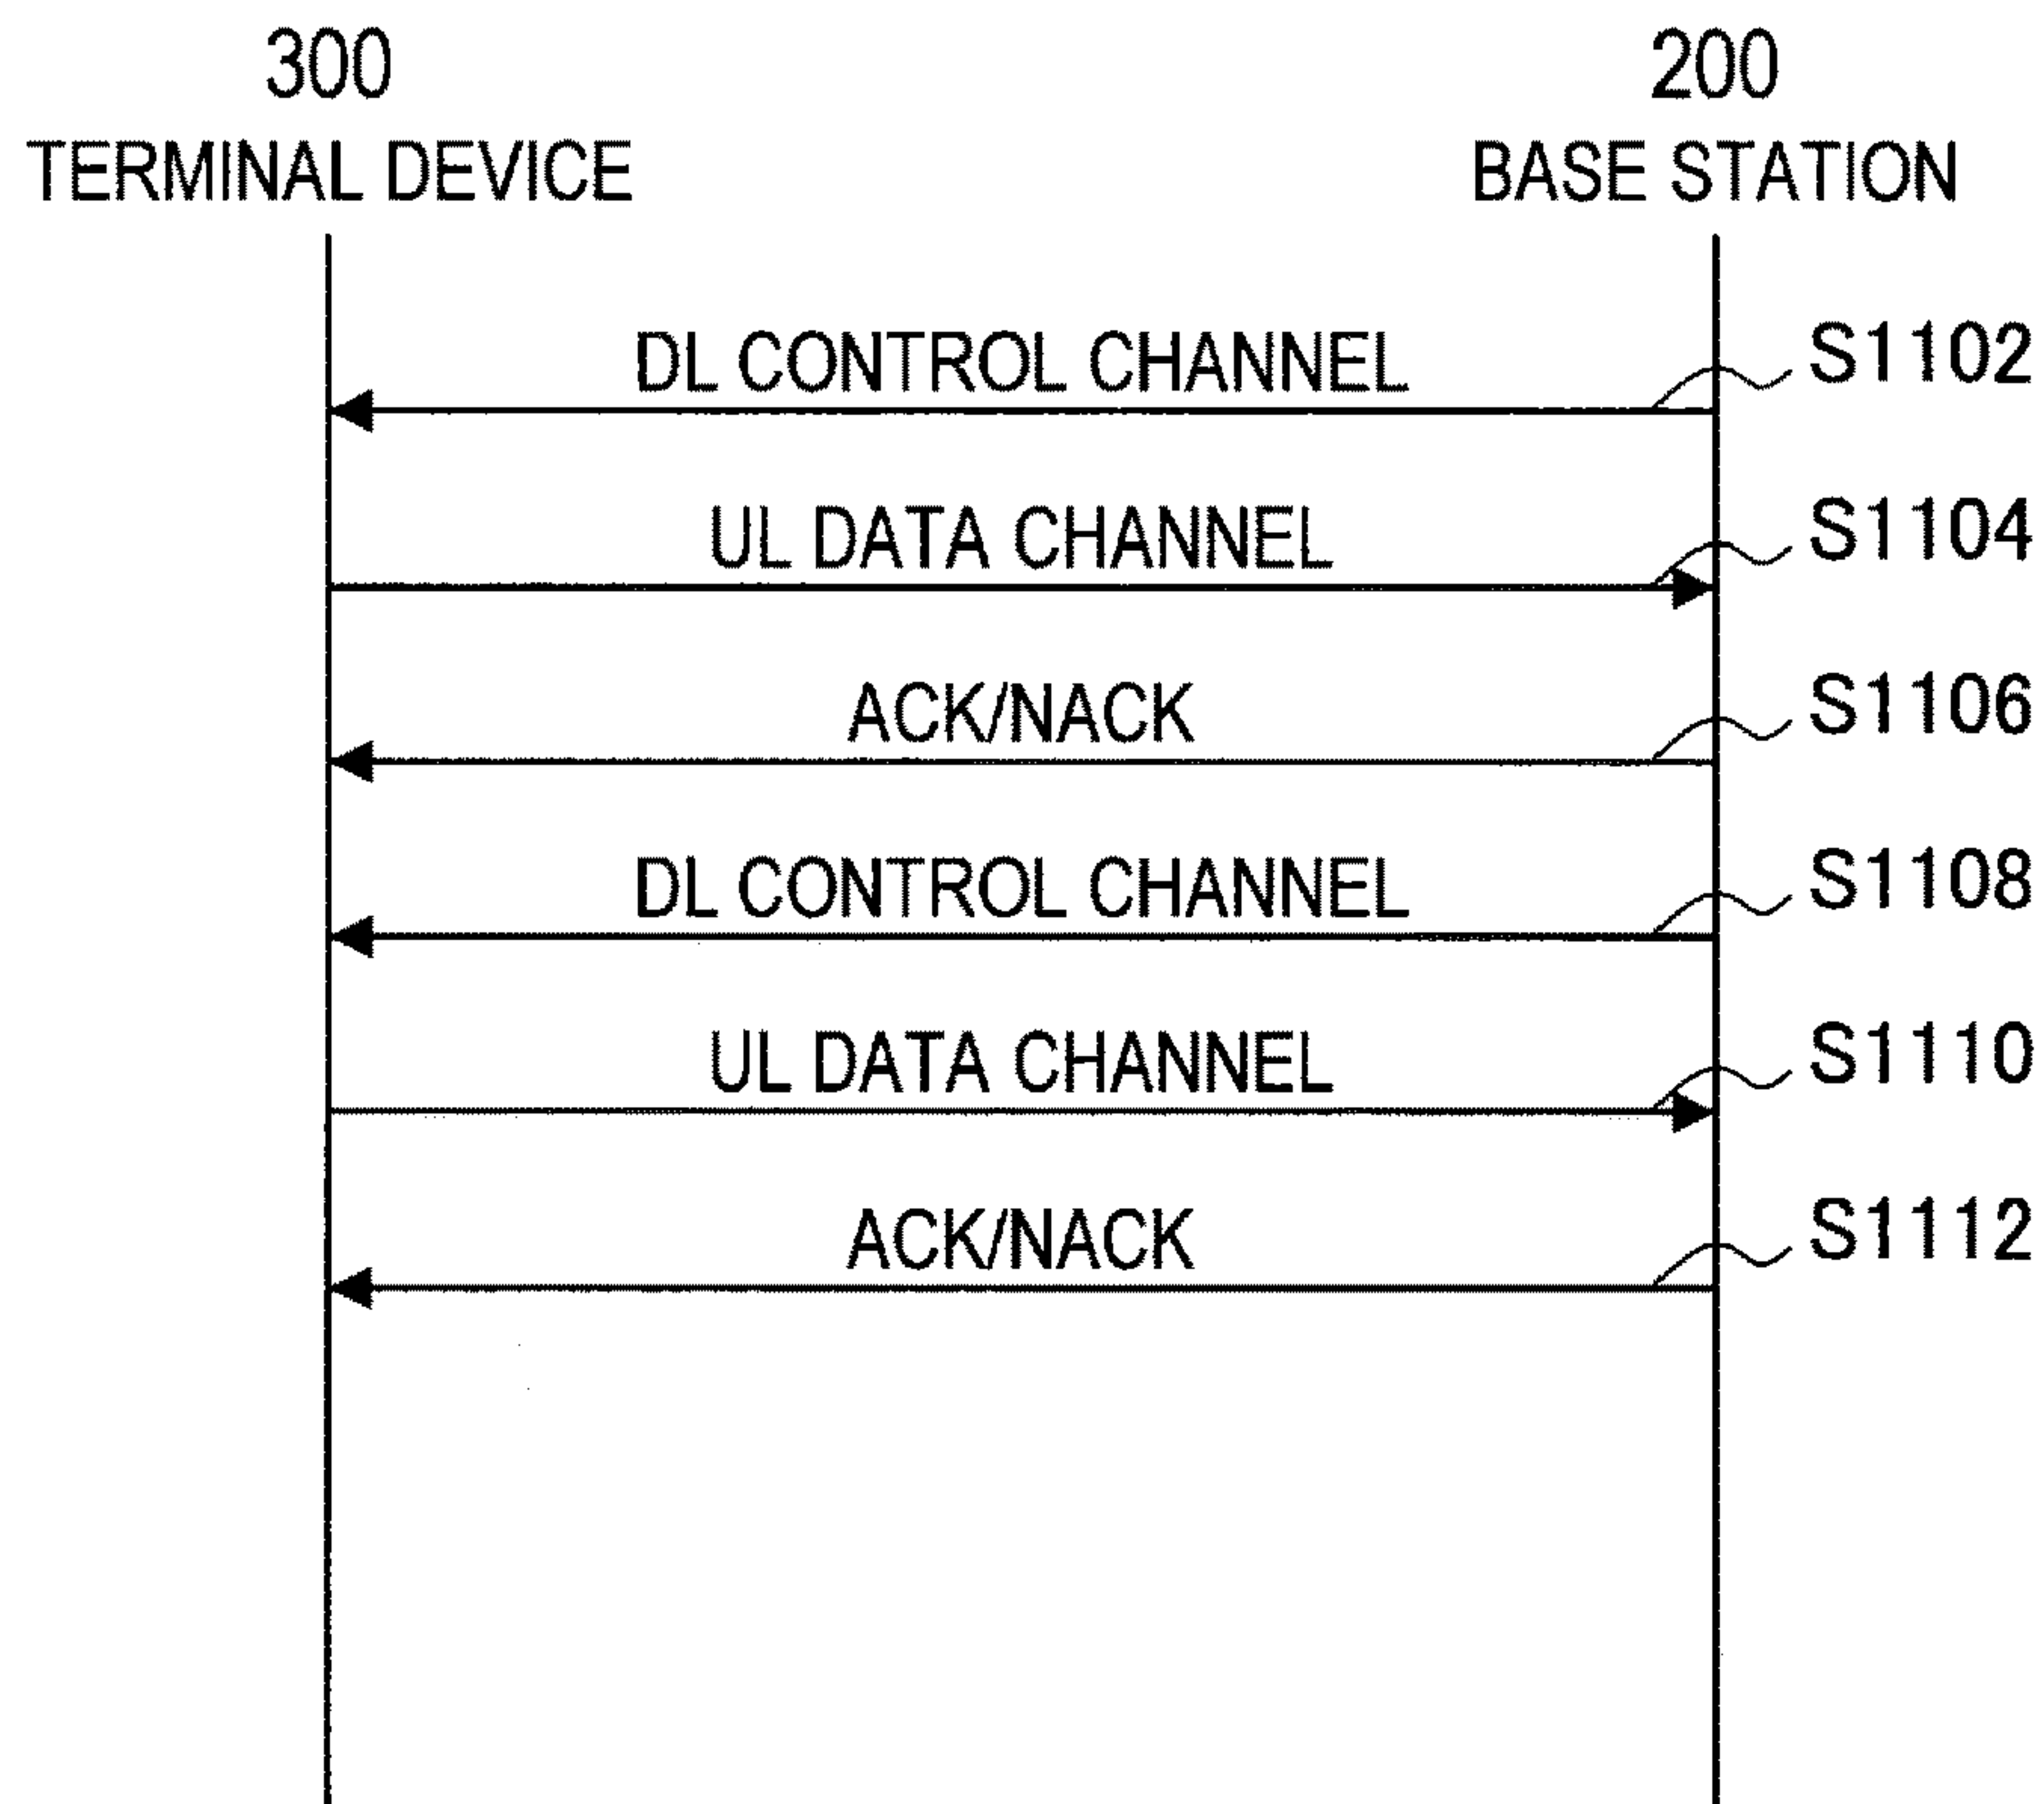 300 200
TERMINAL DEVICE BASE STATION
DL CONTROL CHANNEL S1102
UL DATA CHANNEL S1104
ACK/NACK S1106
DL CONTROL CHANNEL S1108
UL DATA CHANNEL S1110
ACK/NACK S1112